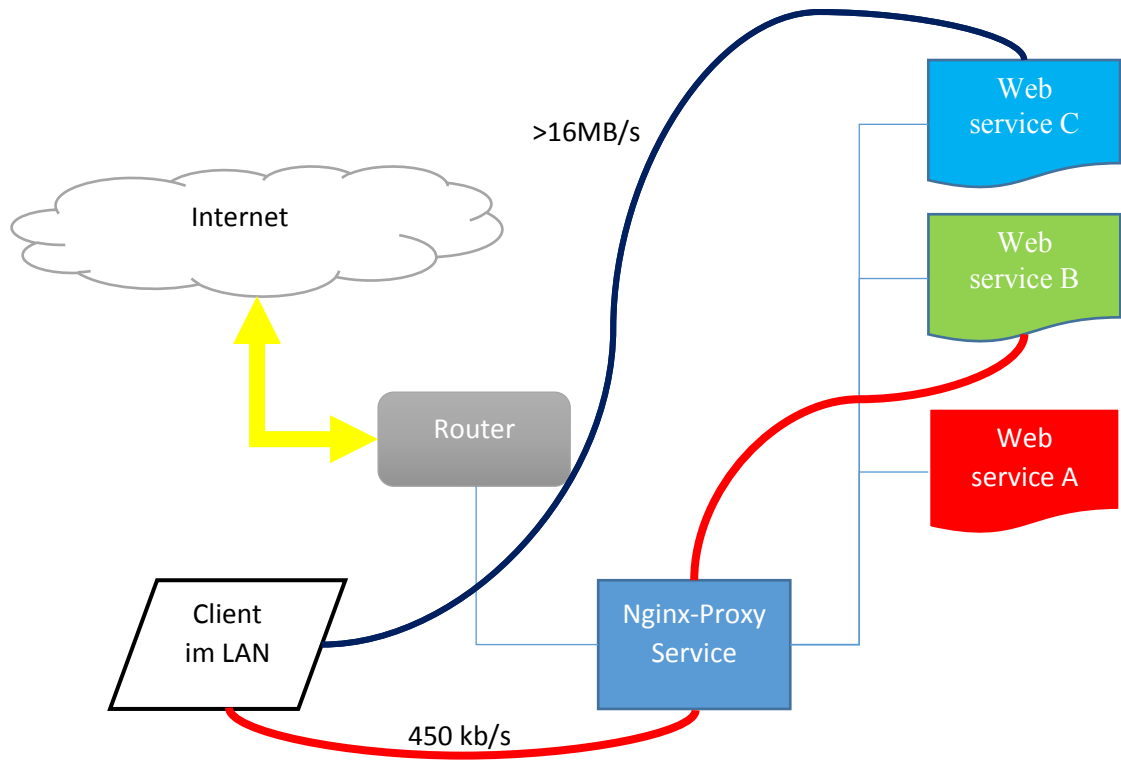 Web
service C
>16MB/s
Internet
Web
service B
Router
Web
service A
Client
im LAN
Nginx-Proxy
Service
450 kb/s